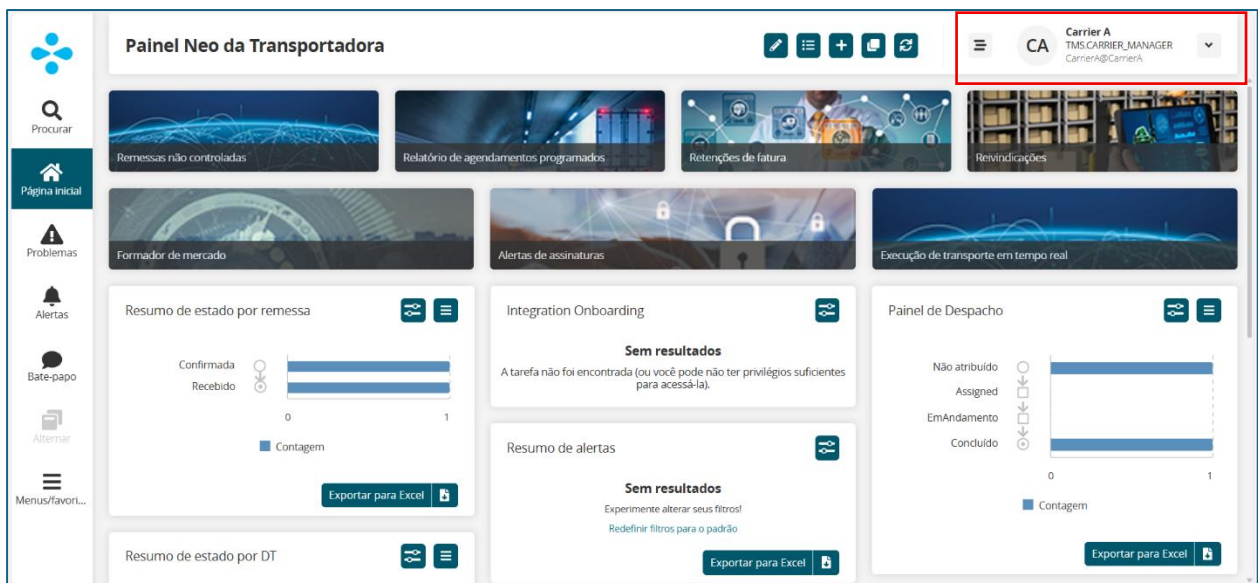 Painel Neo da Transportadora
CA
Carrier A
TMS.CARRIER_MANAGER
CarrierA@CarrierA
Procurar
Página inicial
Problemas
Alertas
Bate-papo
Alternar
Menus/favori...
Remessas não controladas
Relatório de agendamentos programados
Retenções de fatura
Reivindicações
Formador de mercado
Alertas de assinaturas
Execução de transporte em tempo real
Resumo de estado por remessa
Confirmada
Recebido
0
1
Contagem
Exportar para Excel
Resumo de estado por DT
Integration Onboarding
Sem resultados
A tarefa não foi encontrada (ou você pode não ter privilégios suficientes
para acessá-la).
Resumo de alertas
Sem resultados
Experimente alterar seus filtros!
Redefinir filtros para o padrão
Exportar para Excel
Painel de Despacho
Não atribuído
Assigned
EmAndamento
Concluído
0
1
Contagem
Exportar para Excel